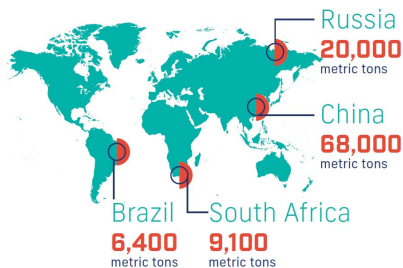 Russia
20,000
metric tons
China
68,000
metric tons
Brazil
6,400
metric tons
South Africa
9,100
metric tons